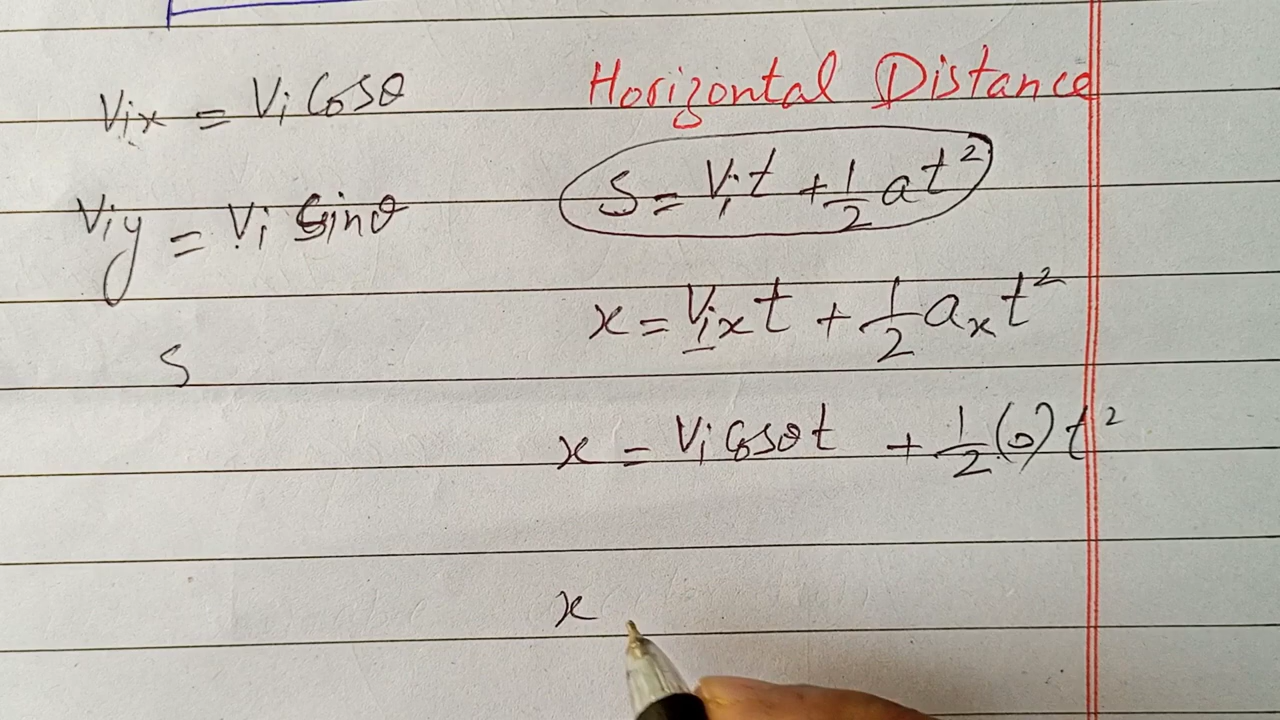 Vix = Vi Cosθ
Viy = Vi Sinθ
S
Horizontal Distance
S = Vit + 1/2 at²
x = Vixt + 1/2 axt²
x = Vi Cosθt + 1/2 (0)t²
x